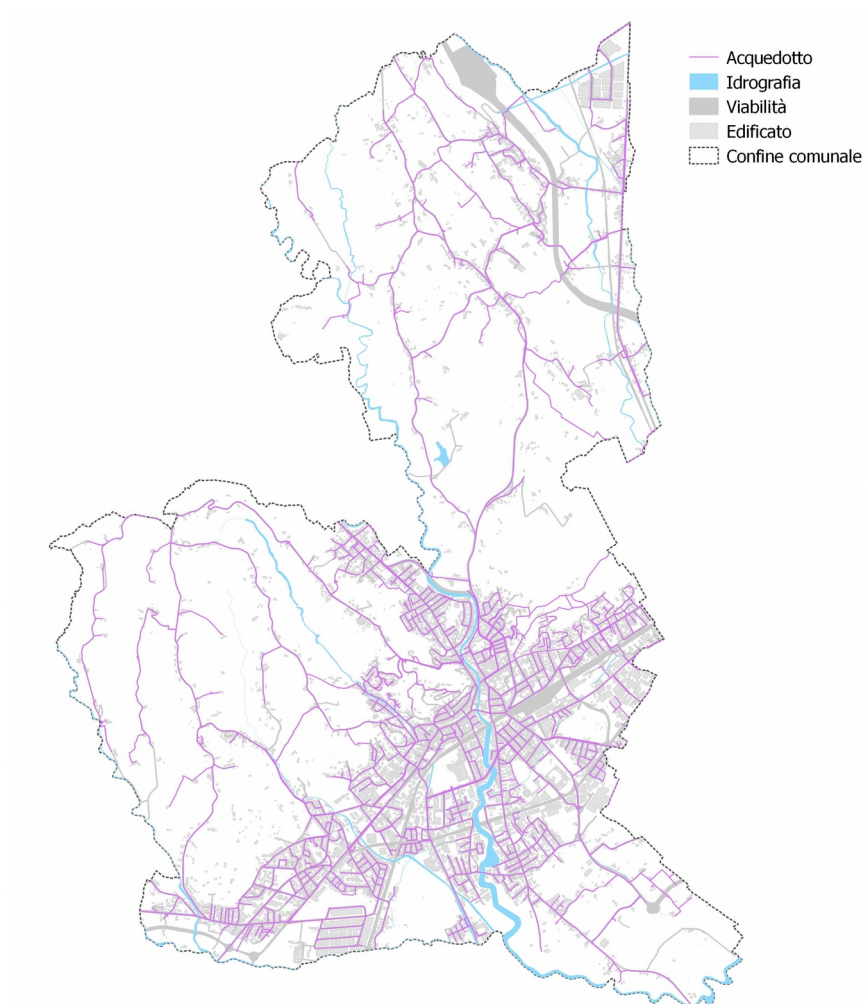 Acquedotto
Idrografia
Viabilità
Edificato
Confine comunale